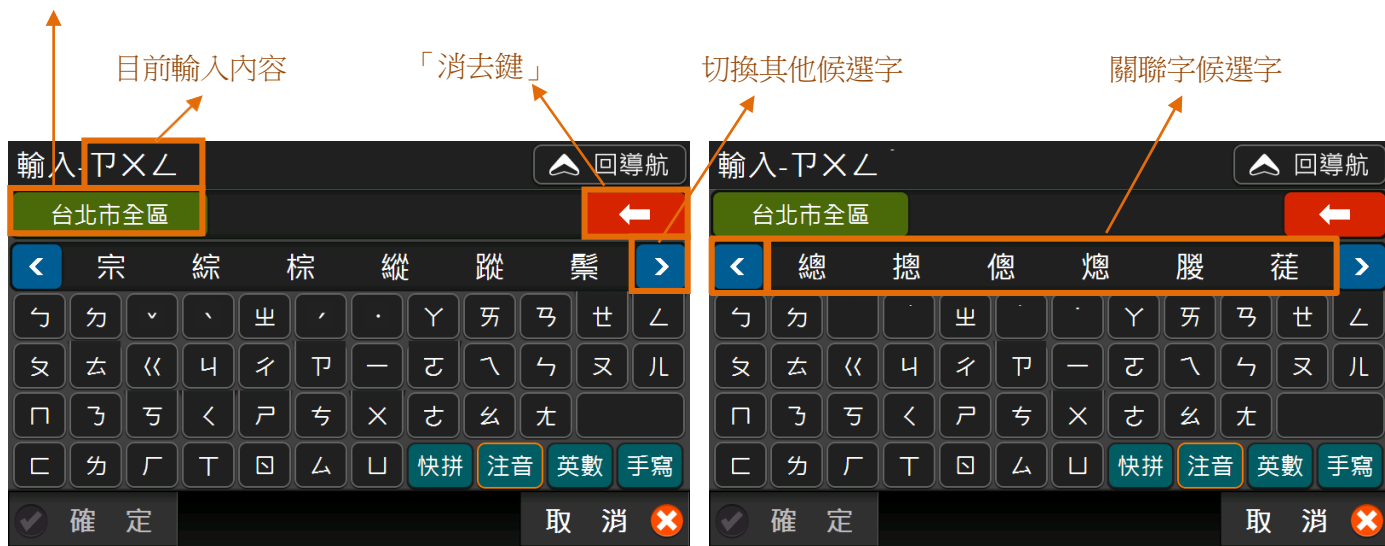 目前輸入內容 「消去鍵」 切換其他候選字 關聯字候選字
輸入-ㄗㄨㄥ 回導航
台北市全區
宗 綜 棕 縱 蹤 鬃
ㄅ ㄉ ˇ ˋ ㄓ ˊ ˙ ㄚ ㄞ ㄢ ㄝ ㄥ
ㄆ ㄊ ㄍ ㄐ ㄔ ㄗ ㄧ ㄛ ㄟ ㄣ ㄡ ㄦ
ㄇ ㄋ ㄎ ㄑ ㄕ ㄘ ㄨ ㄜ ㄠ ㄤ
ㄈ ㄌ ㄏ ㄒ ㄖ ㄙ ㄩ 快拼 注音 英數 手寫
確 定 取 消
輸入-ㄗㄨㄥ 回導航
台北市全區
總 摠 傯 熜
ㄅ ㄉ ㄓ ㄚ ㄞ ㄢ ㄝ ㄥ
ㄆ ㄊ ㄍ ㄐ ㄔ ㄗ ㄧ ㄛ ㄟ ㄣ ㄡ ㄦ
ㄇ ㄋ ㄎ ㄑ ㄕ ㄘ ㄨ ㄜ ㄠ ㄤ
ㄈ ㄌ ㄏ ㄒ ㄖ ㄙ ㄩ 快拼 注音 英數 手寫
確 定 取 消